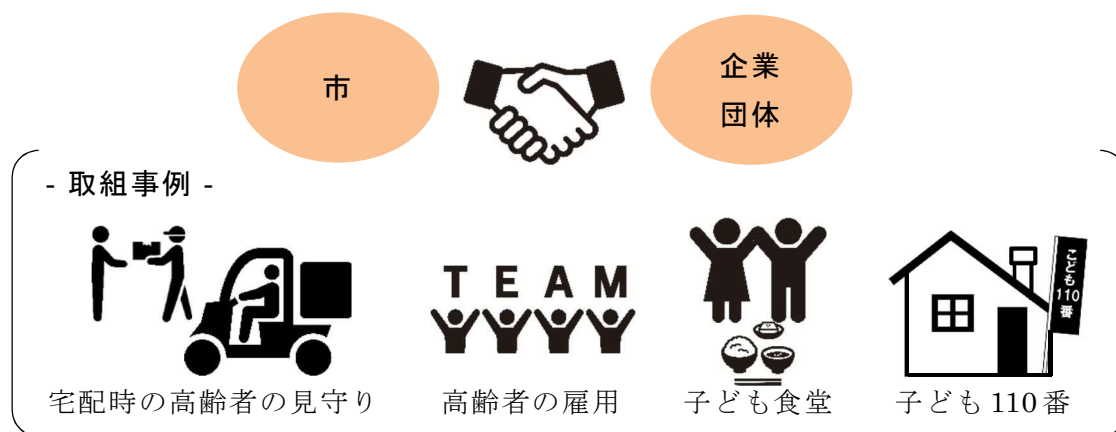 市
企業
団体
- 取組事例 -
TEAM
こども110番
宅配時の高齢者の見守り
高齢者の雇用
子ども食堂
子ども 110 番